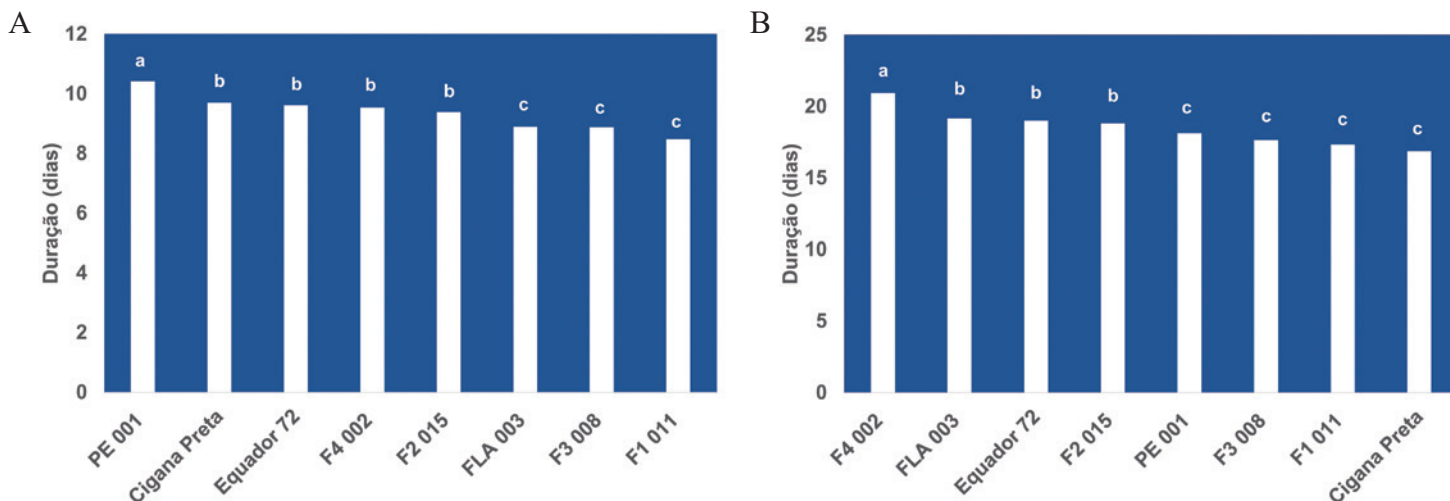 A
12
10
8
6
4
2
0
Duração (dias)
a
b
b
b
b
c
c
c
PE 001
Cigana Preta
Equador 72
F4 002
F2 015
FLA 003
F3 008
F1 011
B
25
20
15
10
5
0
Duração (dias)
a
b
b
b
c
c
c
c
F4 002
FLA 003
Equador 72
F2 015
PE 001
F3 008
F1 011
Cigana Preta